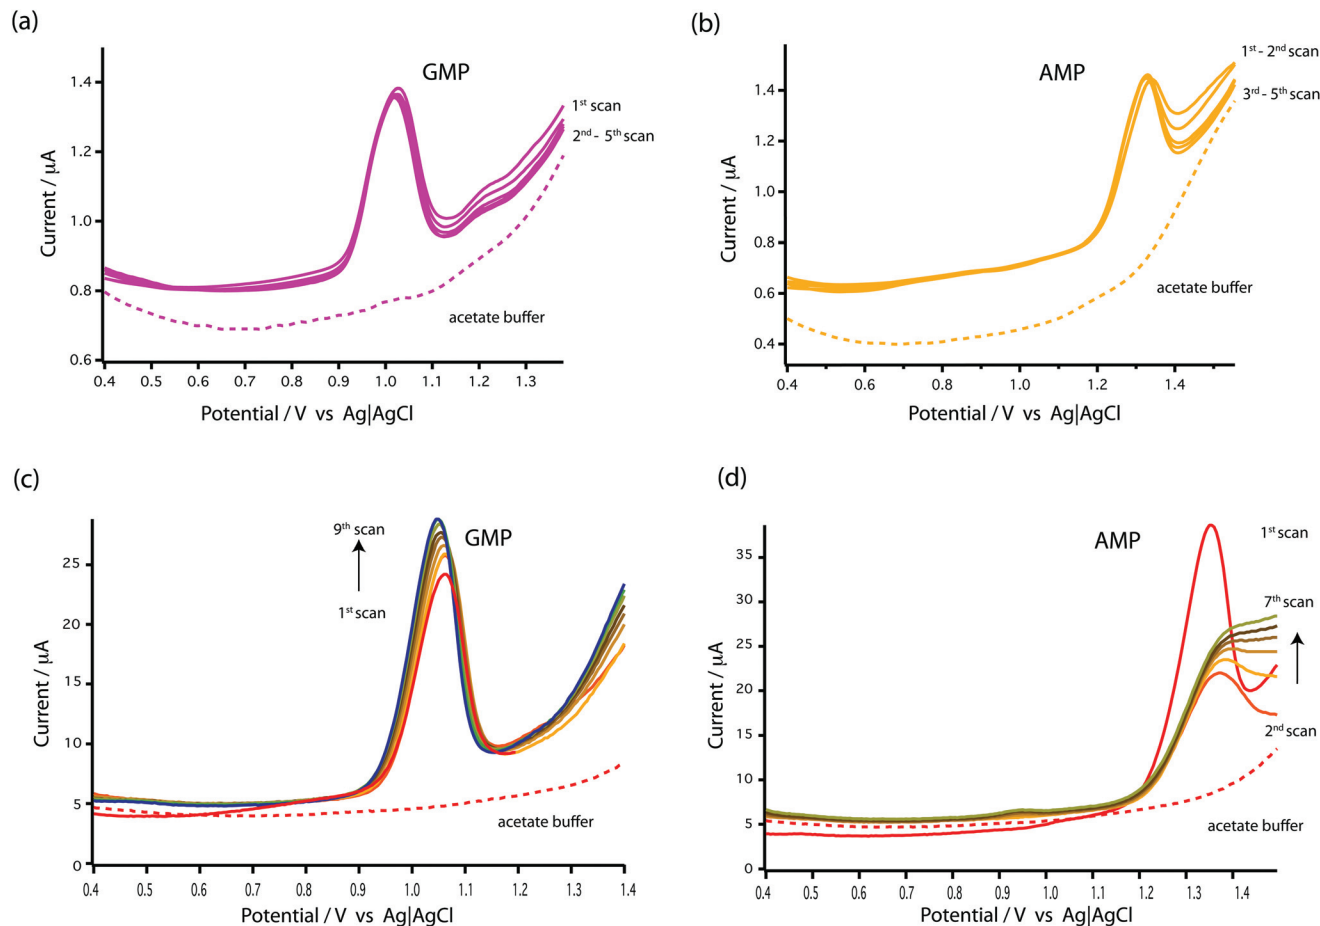 (a)
GMP
1st scan
2nd - 5th scan
acetate buffer
Current / μA
1.4
1.2
1.0
0.8
0.6
0.4 0.5 0.6 0.7 0.8 0.9 1.0 1.1 1.2 1.3
Potential / V vs Ag|AgCl
(b)
AMP
1st - 2nd scan
3rd - 5th scan
acetate buffer
Current / μA
1.4
1.2
1.0
0.8
0.6
0.4
0.4 0.6 0.8 1.0 1.2 1.4
Potential / V vs Ag|AgCl
(c)
9th scan
GMP
1st scan
acetate buffer
Current / μA
25
20
15
10
5
0
0.4 0.5 0.6 0.7 0.8 0.9 1.0 1.1 1.2 1.3 1.4
Potential / V vs Ag|AgCl
(d)
AMP
1st scan
7th scan
2nd scan
acetate buffer
Current / μA
35
30
25
20
15
10
5
0
0.4 0.5 0.6 0.7 0.8 0.9 1.0 1.1 1.2 1.3 1.4
Potential / V vs Ag|AgCl